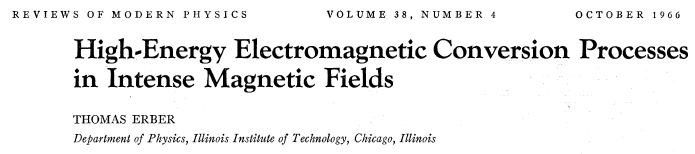 REVIEWS OF MODERN PHYSICS VOLUME 38, NUMBER 4 OCTOBER 1966
High-Energy Electromagnetic Conversion Processes
in Intense Magnetic Fields
THOMAS ERBER
Department of Physics, Illinois Institute of Technology, Chicago, Illinois